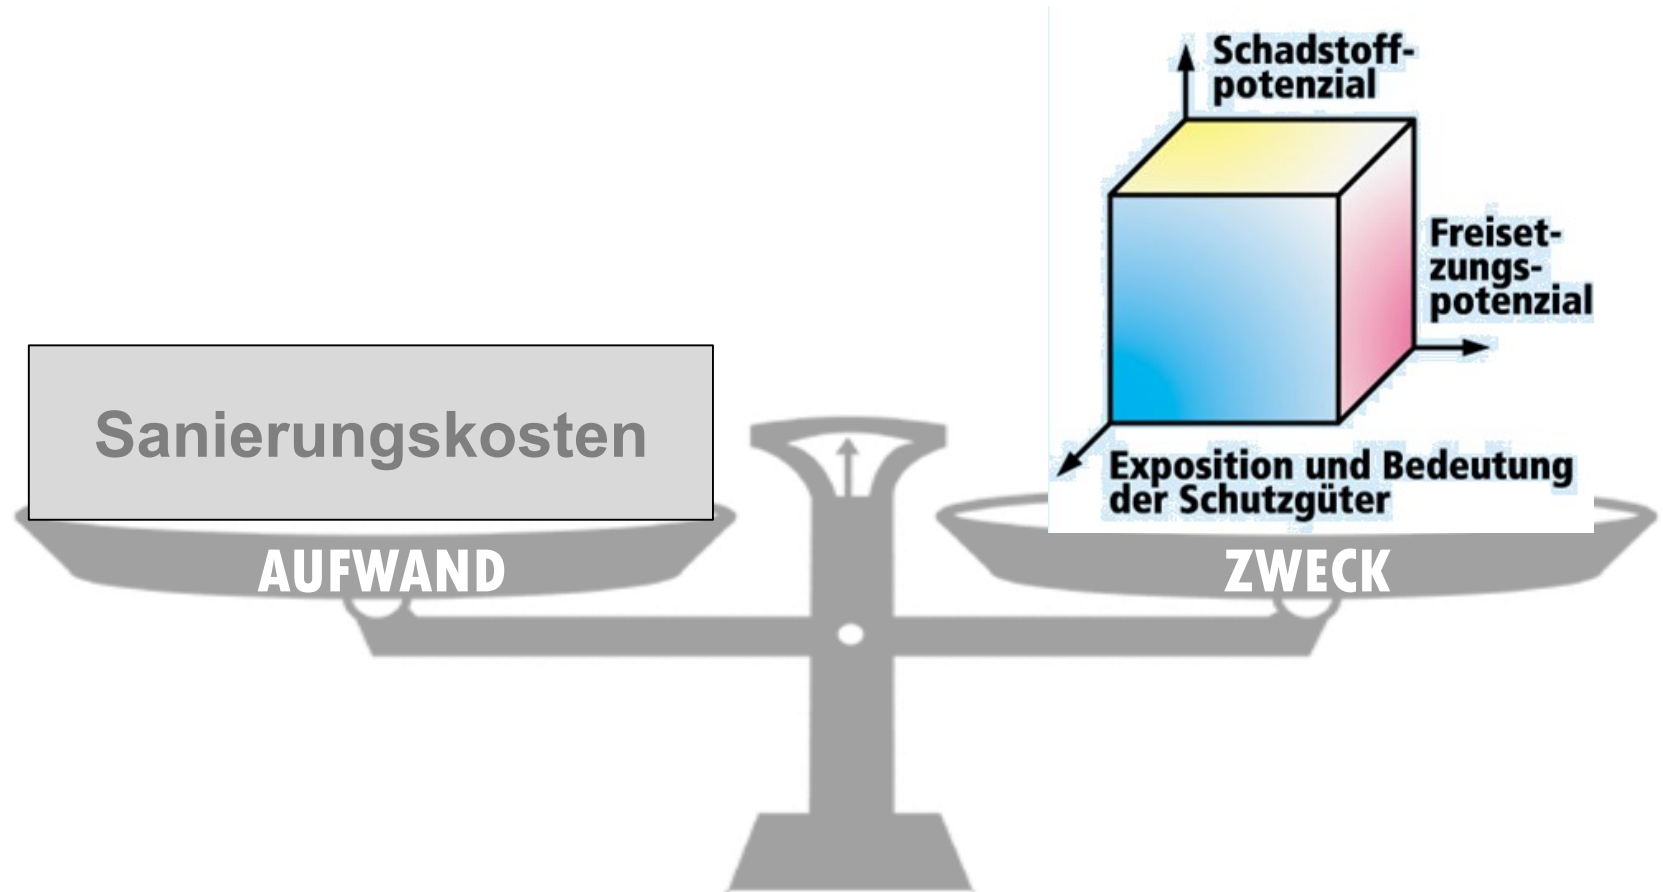 Schadstoff-
potenzial
Freiset-
zungs-
potenzial
Sanierungskosten
Exposition und Bedeutung
der Schutzgüter
AUFWAND
ZWECK